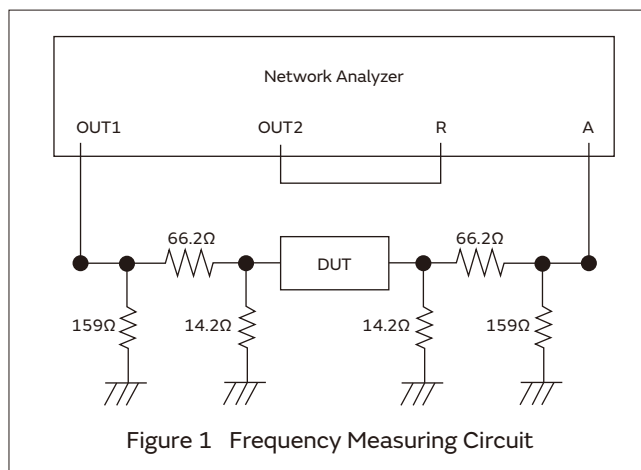 Network Analyzer
OUT1 OUT2 R A
66.2Ω 66.2Ω
DUT
159Ω 14.2Ω 14.2Ω 159Ω
Figure 1 Frequency Measuring Circuit